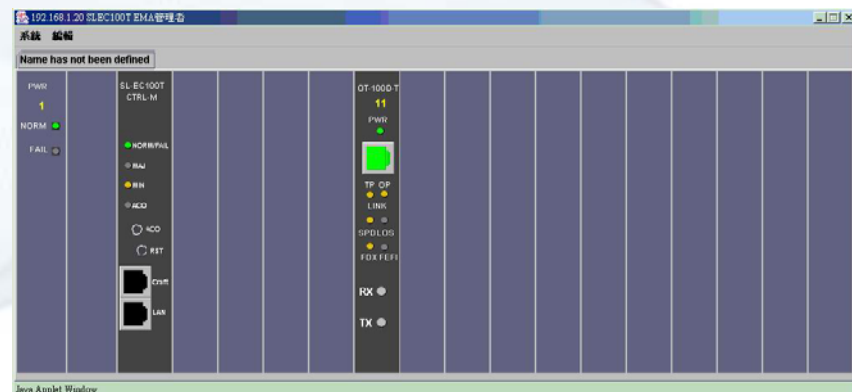 192.168.1.20 SLEC100T EMA管理者
系統 編輯
Name has not been defined
PWR
1
NORM
FAIL
SL-EC100T
CTRL-M
NORM/FAIL
MAJ
MIN
ACO
ACO
RST
Craft
LAN
OT-100D-T
11
PWR
TP OP
LINK
SPD LOS
FDX FEFI
RX
TX
Java Applet Window